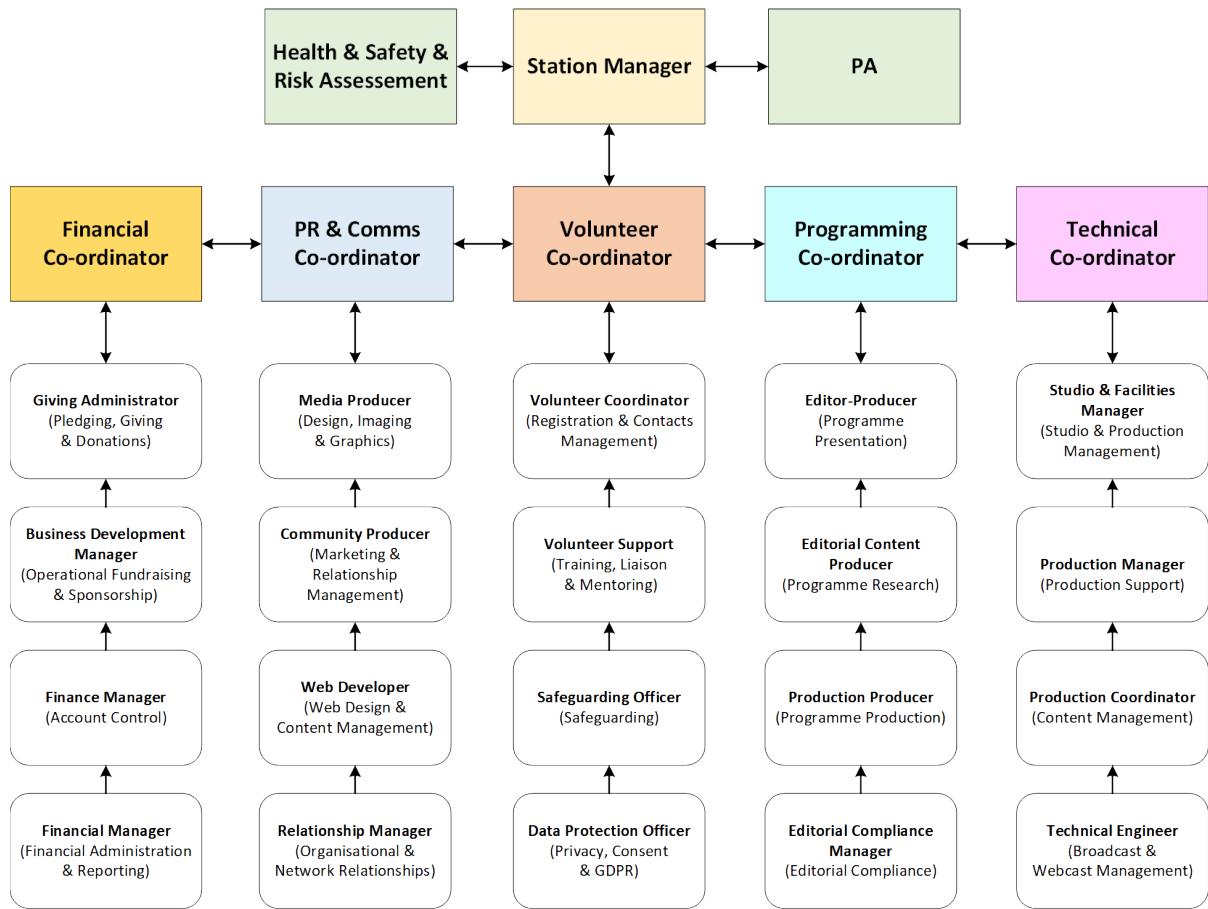 Health & Safety &
Risk Assessement
Station Manager
PA
Financial
Co-ordinator
PR & Comms
Co-ordinator
Volunteer
Co-ordinator
Programming
Co-ordinator
Technical
Co-ordinator
Giving Administrator
(Pledging, Giving
& Donations)
Media Producer
(Design, Imaging
& Graphics)
Volunteer Coordinator
(Registration & Contacts
Management)
Editor-Producer
(Programme
Presentation)
Studio & Facilities
Manager
(Studio & Production
Management)
Business Development
Manager
(Operational Fundraising
& Sponsorship)
Community Producer
(Marketing &
Relationship
Management)
Volunteer Support
(Training, Liaison
& Mentoring)
Editorial Content
Producer
(Programme Research)
Production Manager
(Production Support)
Finance Manager
(Account Control)
Web Developer
(Web Design &
Content Management)
Safeguarding Officer
(Safeguarding)
Production Producer
(Programme Production)
Production Coordinator
(Content Management)
Financial Manager
(Financial Administration
& Reporting)
Relationship Manager
(Organisational &
Network Relationships)
Data Protection Officer
(Privacy, Consent
& GDPR)
Editorial Compliance
Manager
(Editorial Compliance)
Technical Engineer
(Broadcast &
Webcast Management)